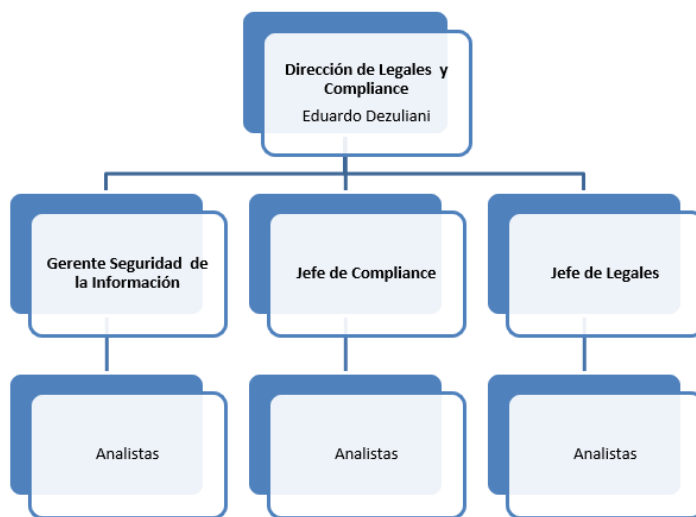 Dirección de Legales y
Compliance
Eduardo Dezuliani
Gerente Seguridad de
la Información
Jefe de Compliance
Jefe de Legales
Analistas
Analistas
Analistas